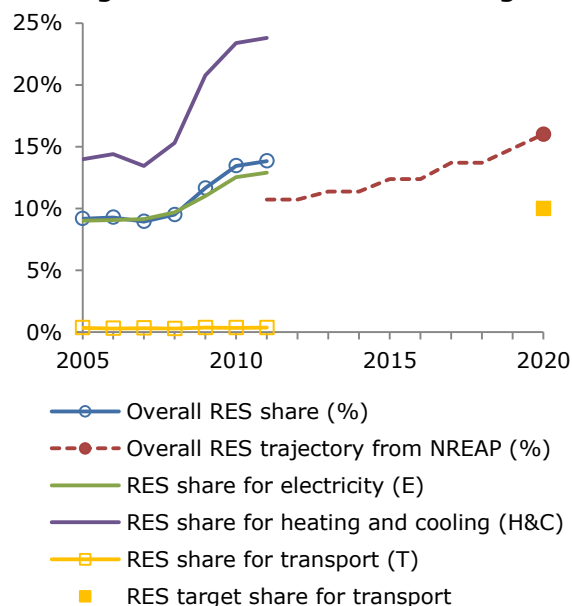 25%
20%
15%
10%
5%
0%
2005 2010 2015 2020
Overall RES share (%)
Overall RES trajectory from NREAP (%)
RES share for electricity (E)
RES share for heating and cooling (H&C)
RES share for transport (T)
RES target share for transport